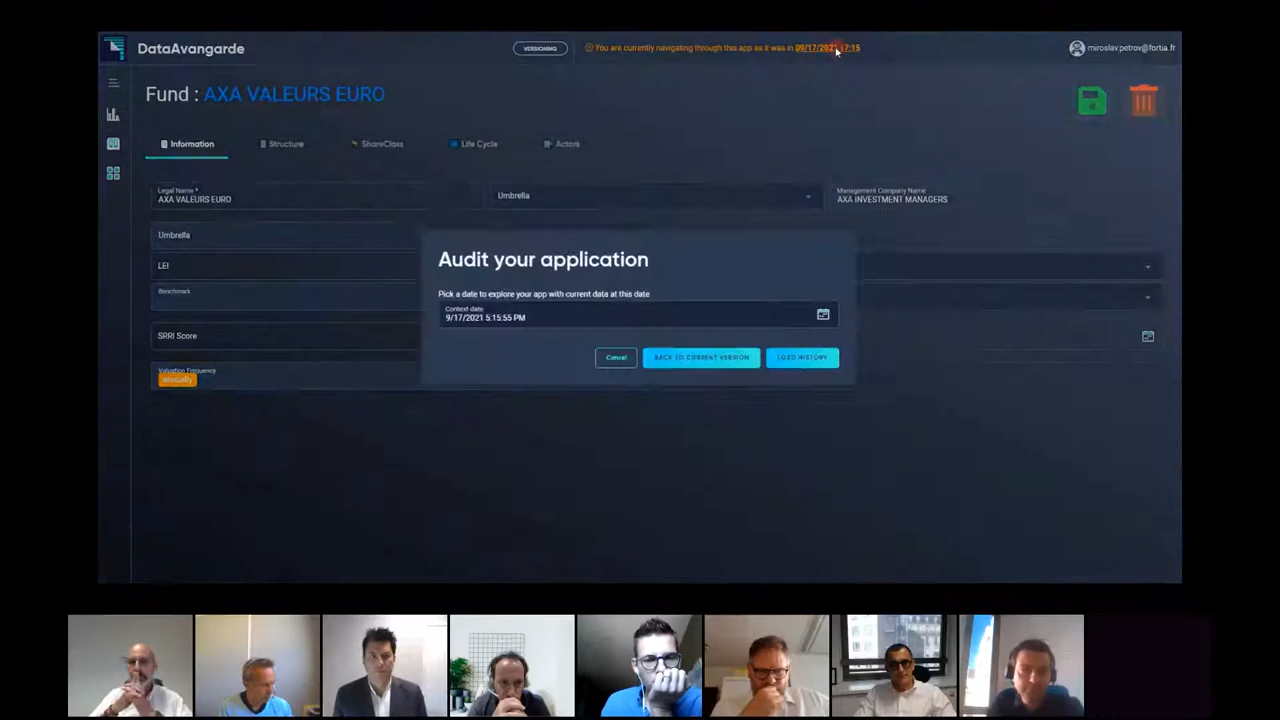 DataAvangarde
VERSIONING
You are currently navigating through this app as it was in 09/17/2021 17:15
miroslav.petrov@fortia.fr
Fund : AXA VALEURS EURO
Information
Structure
ShareClass
Life Cycle
Actors
Legal Name *
AXA VALEURS EURO
Umbrella
Management Company Name
AXA INVESTMENT MANAGERS
Umbrella
LEI
Benchmark
SRRI Score
Valuation Frequency
annually
Audit your application
Pick a date to explore your app with current data at this date
Context date
9/17/2021 5:15:55 PM
Cancel
BACK TO CURRENT VERSION
LOAD HISTORY